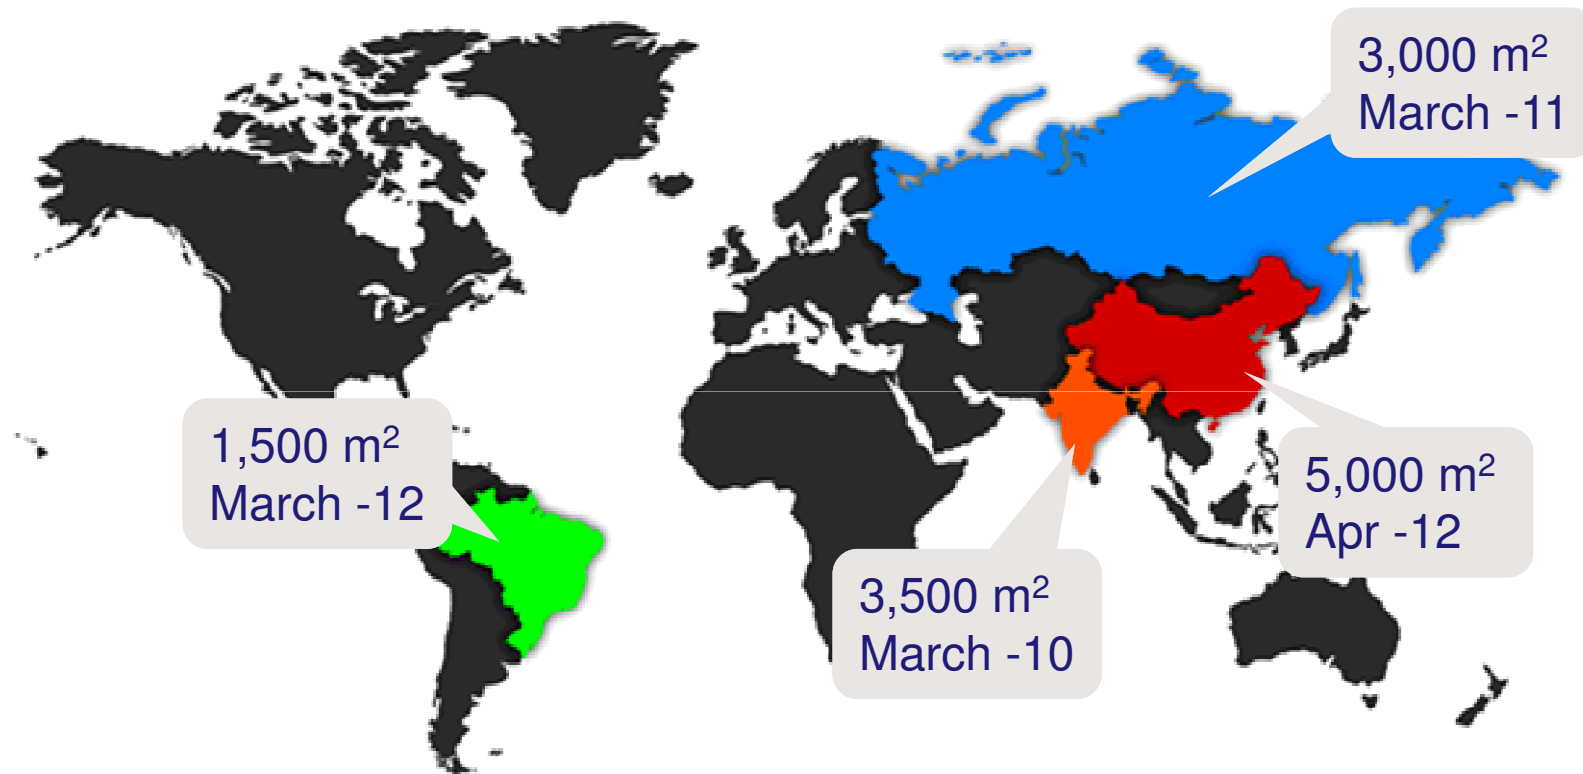 3,000 m²
March -11
1,500 m²
March -12
5,000 m²
Apr -12
3,500 m²
March -10